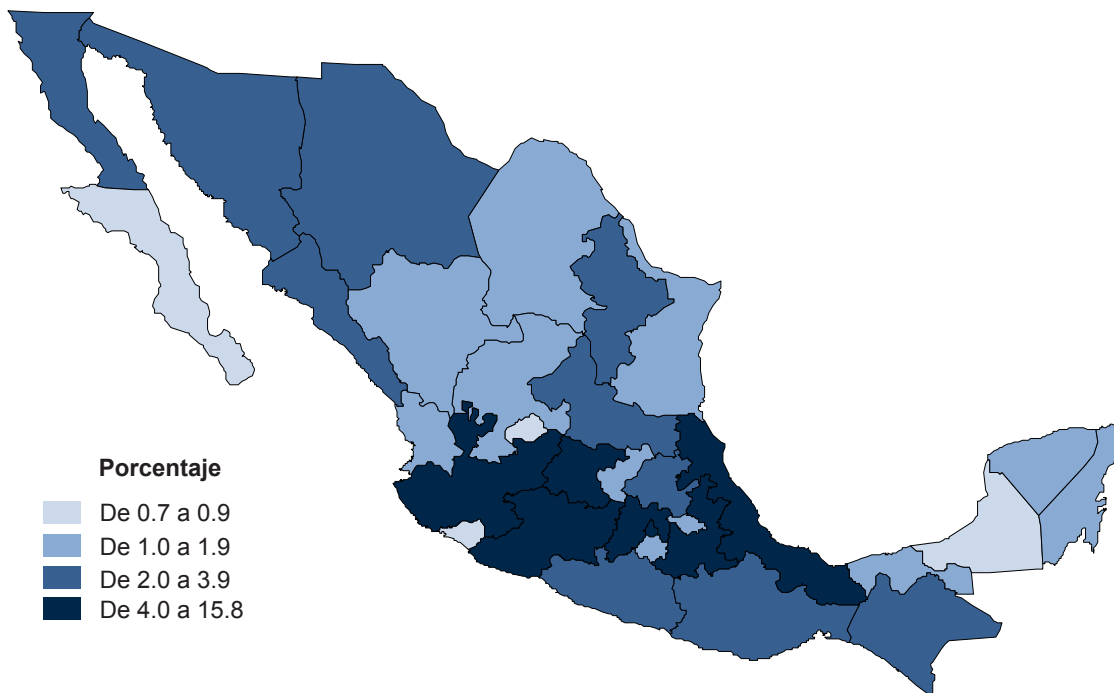 Porcentaje
De 0.7 a 0.9
De 1.0 a 1.9
De 2.0 a 3.9
De 4.0 a 15.8